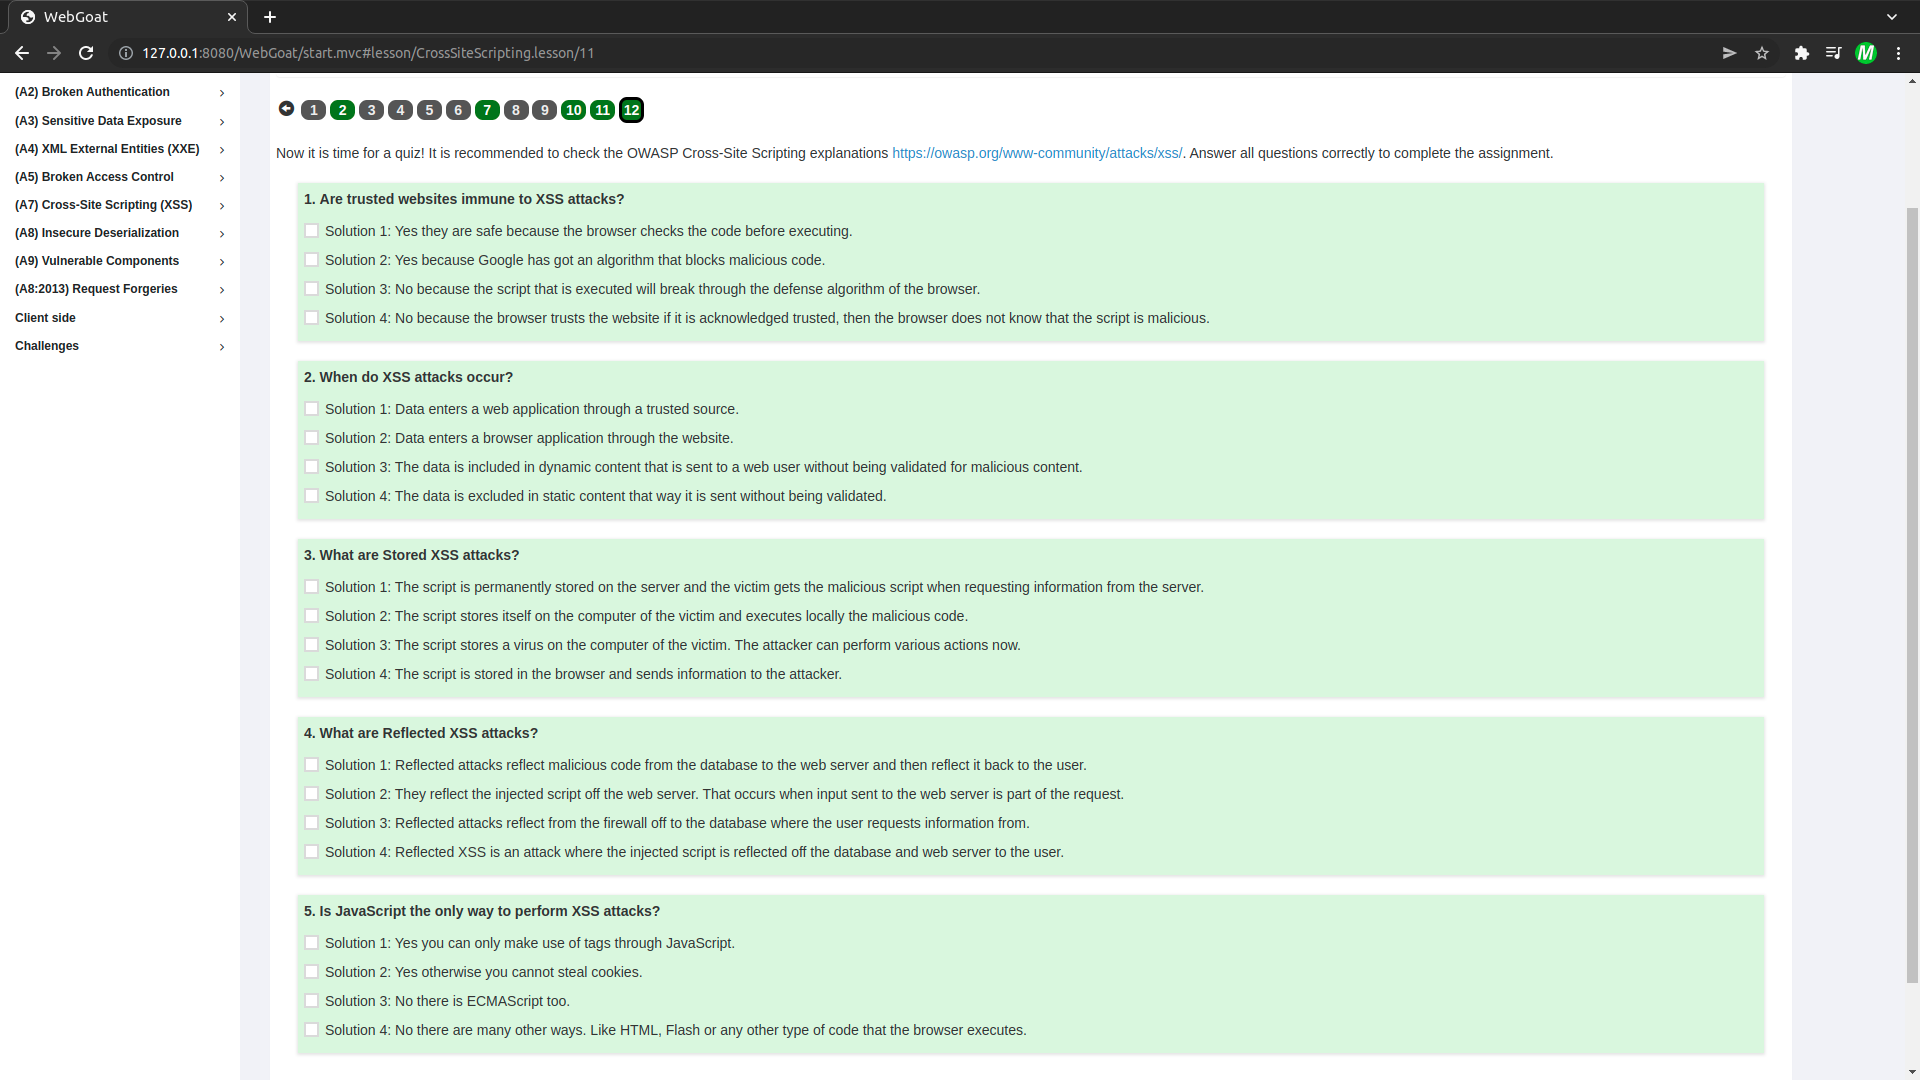 WebGoat
127.0.0.1:8080/WebGoat/start.mvc#lesson/CrossSiteScripting.lesson/11
M
(A2) Broken Authentication
(A3) Sensitive Data Exposure
(A4) XML External Entities (XXE)
(A5) Broken Access Control
(A7) Cross-Site Scripting (XSS)
(A8) Insecure Deserialization
(A9) Vulnerable Components
(A8:2013) Request Forgeries
Client side
Challenges
1 2 3 4 5 6 7 8 9 10 11 12
Now it is time for a quiz! It is recommended to check the OWASP Cross-Site Scripting explanations https://owasp.org/www-community/attacks/xss/. Answer all questions correctly to complete the assignment.
1. Are trusted websites immune to XSS attacks?
Solution 1: Yes they are safe because the browser checks the code before executing.
Solution 2: Yes because Google has got an algorithm that blocks malicious code.
Solution 3: No because the script that is executed will break through the defense algorithm of the browser.
Solution 4: No because the browser trusts the website if it is acknowledged trusted, then the browser does not know that the script is malicious.
2. When do XSS attacks occur?
Solution 1: Data enters a web application through a trusted source.
Solution 2: Data enters a browser application through the website.
Solution 3: The data is included in dynamic content that is sent to a web user without being validated for malicious content.
Solution 4: The data is excluded in static content that way it is sent without being validated.
3. What are Stored XSS attacks?
Solution 1: The script is permanently stored on the server and the victim gets the malicious script when requesting information from the server.
Solution 2: The script stores itself on the computer of the victim and executes locally the malicious code.
Solution 3: The script stores a virus on the computer of the victim. The attacker can perform various actions now.
Solution 4: The script is stored in the browser and sends information to the attacker.
4. What are Reflected XSS attacks?
Solution 1: Reflected attacks reflect malicious code from the database to the web server and then reflect it back to the user.
Solution 2: They reflect the injected script off the web server. That occurs when input sent to the web server is part of the request.
Solution 3: Reflected attacks reflect from the firewall off to the database where the user requests information from.
Solution 4: Reflected XSS is an attack where the injected script is reflected off the database and web server to the user.
5. Is JavaScript the only way to perform XSS attacks?
Solution 1: Yes you can only make use of tags through JavaScript.
Solution 2: Yes otherwise you cannot steal cookies.
Solution 3: No there is ECMAScript too.
Solution 4: No there are many other ways. Like HTML, Flash or any other type of code that the browser executes.